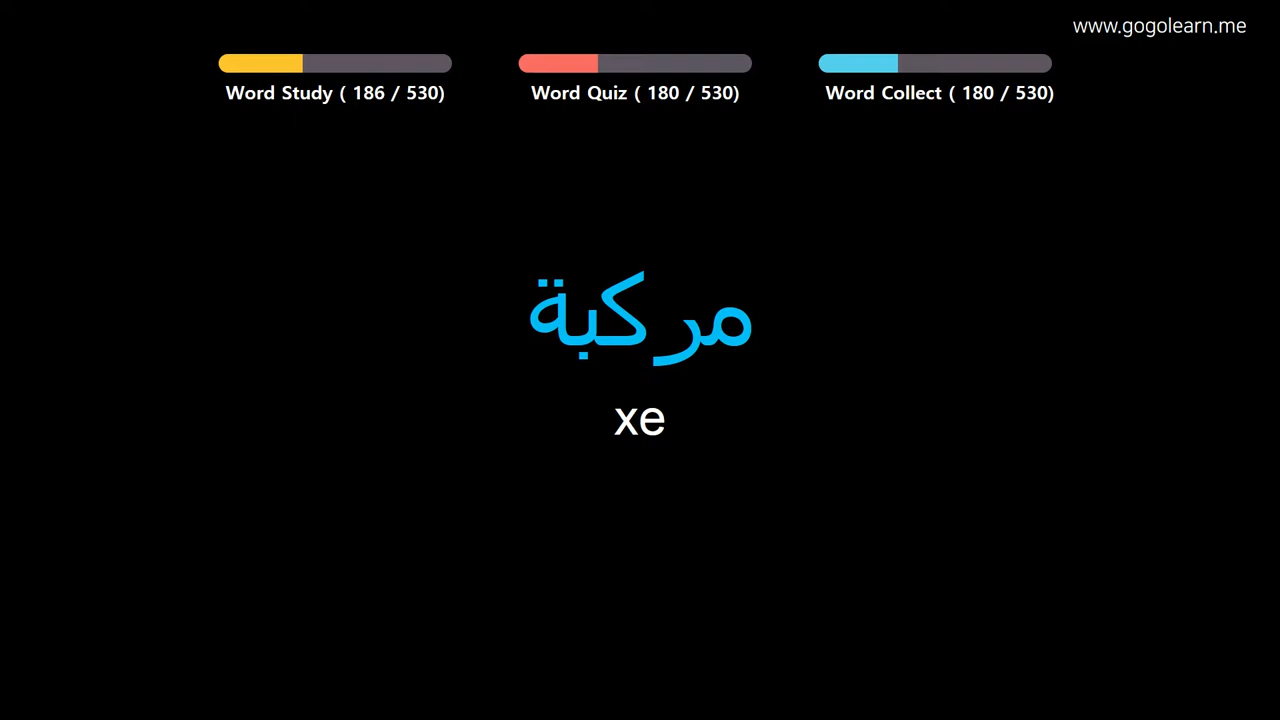 www.gogolearn.me
Word Study ( 186 / 530)
Word Quiz ( 180 / 530)
Word Collect ( 180 / 530)
مركبة
xe